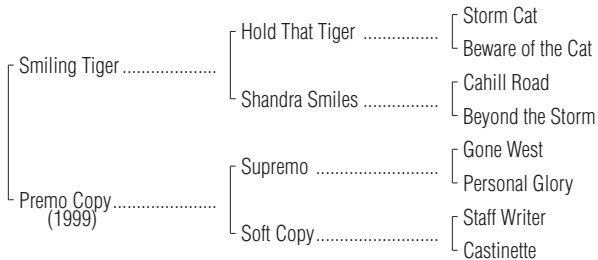 Storm Cat
Hold That Tiger ................
Beware of the Cat
Smiling Tiger ....................
Cahill Road
Shandra Smiles ................
Beyond the Storm
Gone West
Supremo ..........................
Personal Glory
Premo Copy......................
(1999)
Staff Writer
Soft Copy..........................
Castinette